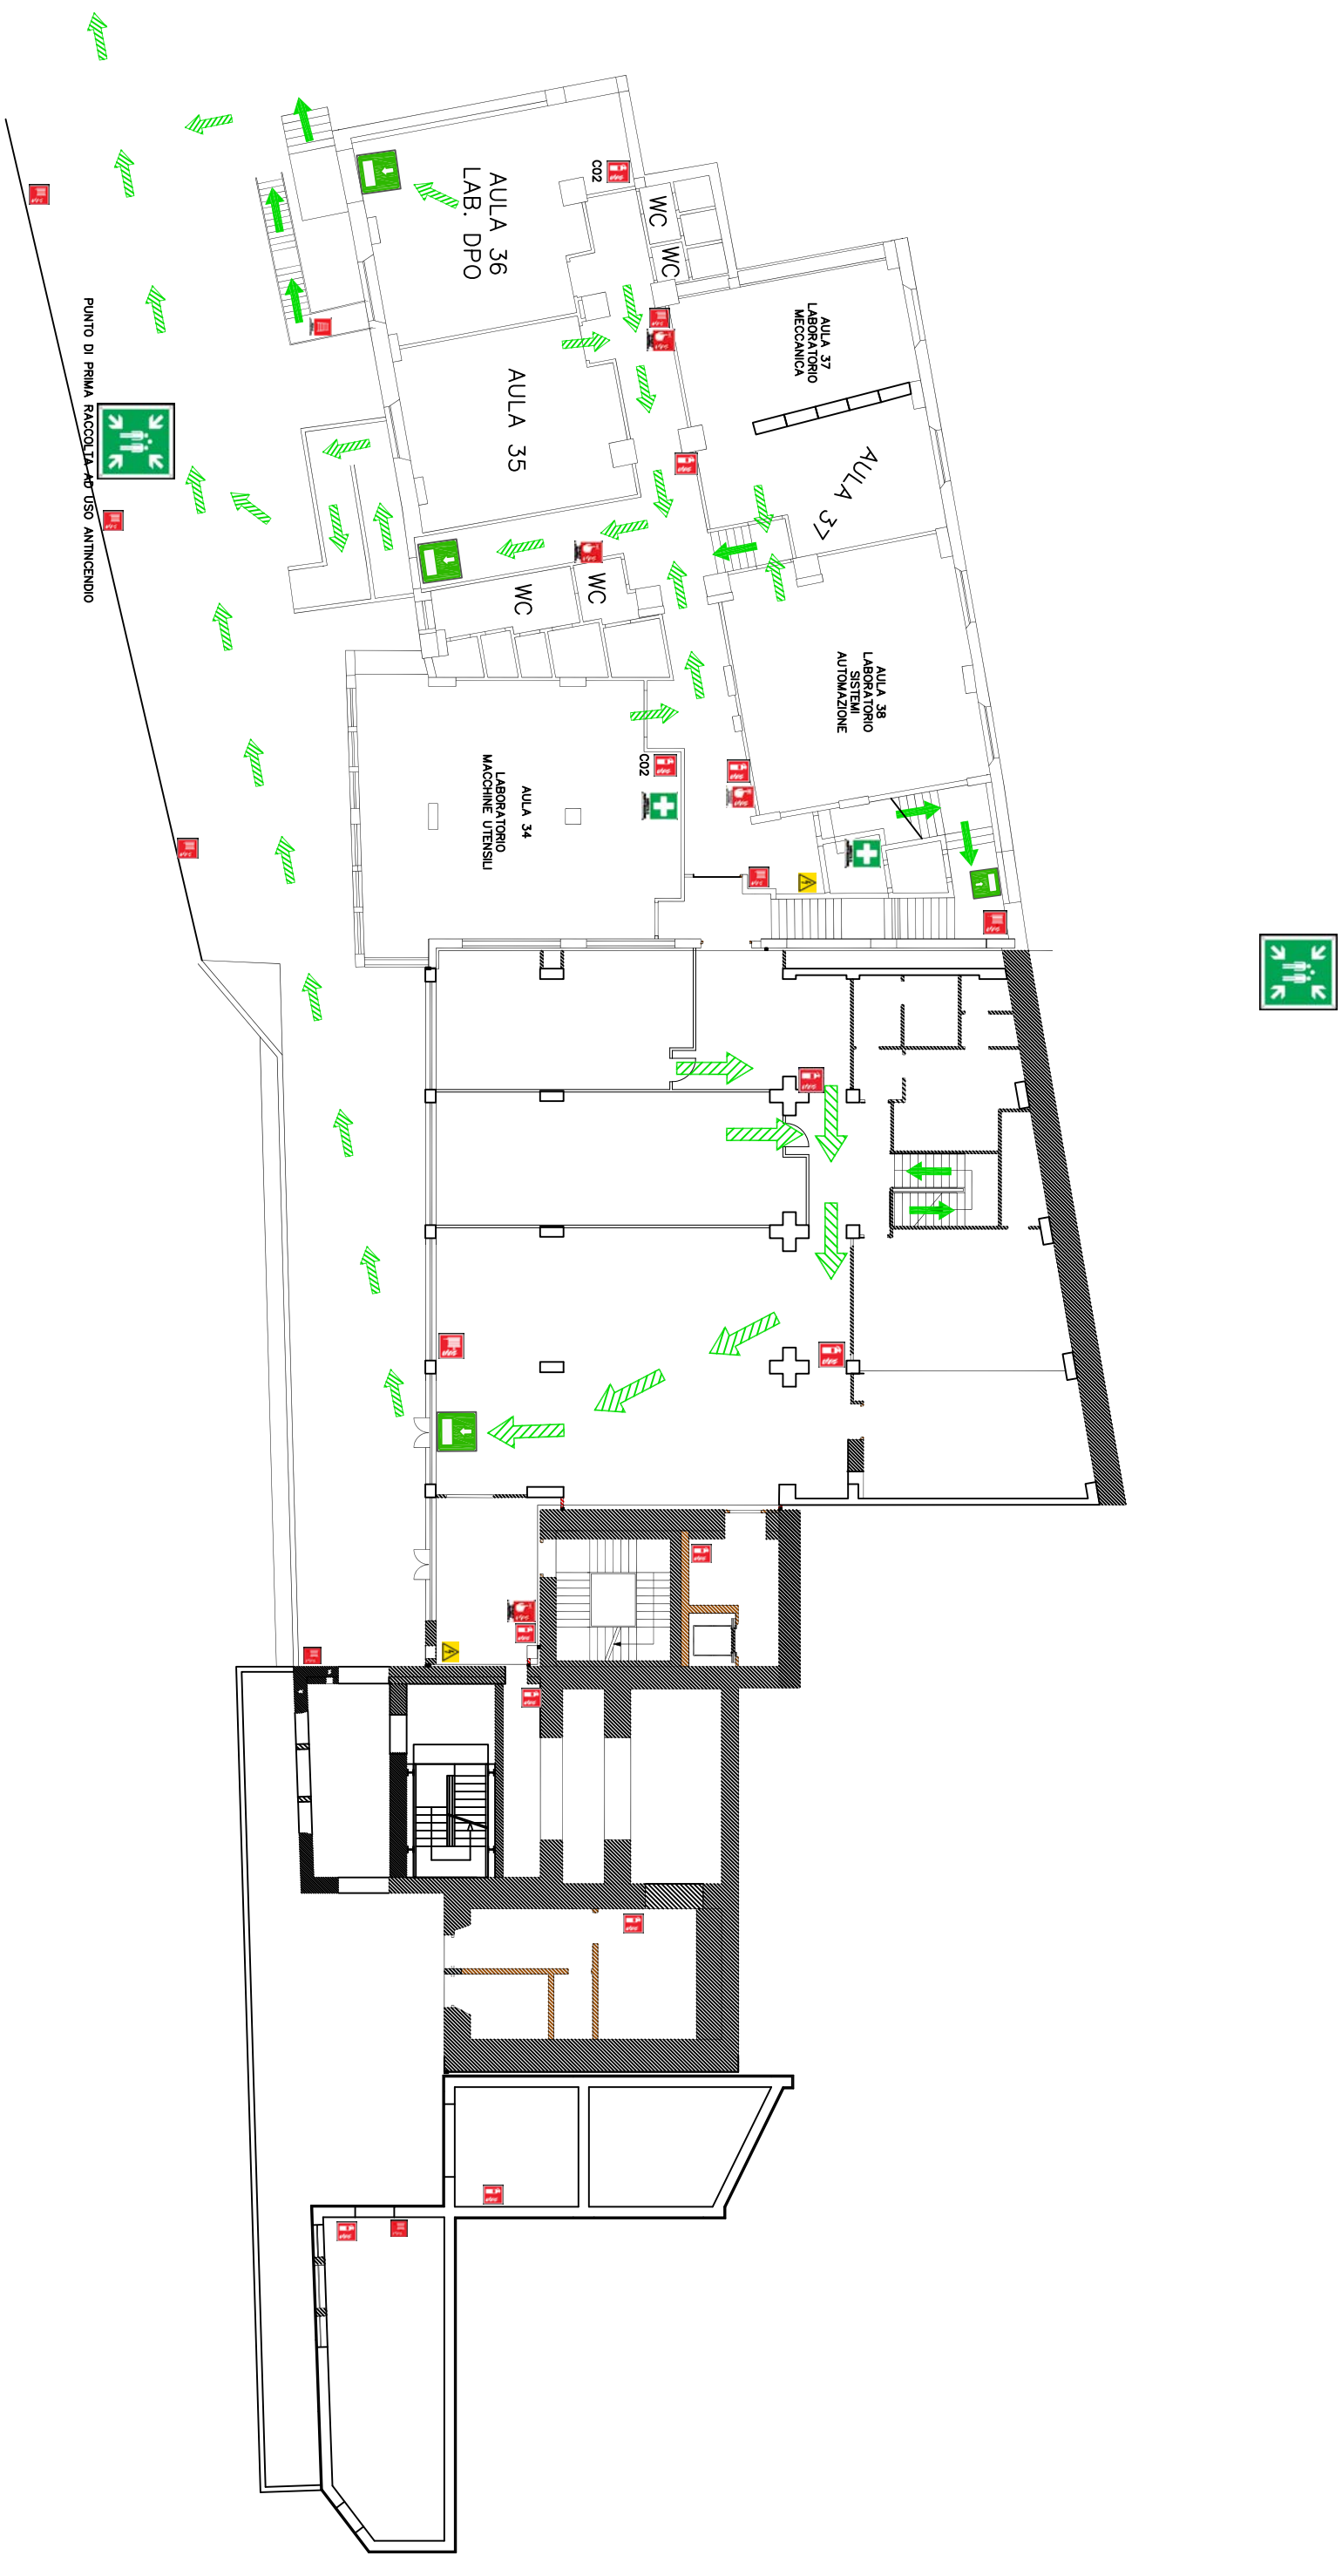 AULA 36
LAB. DPO
CO2
WC
WC
AULA 37
LABORATORIO
MECCANICA
AULA 35
AULA 37
WC
WC
AULA 38
LABORATORIO
SISTEMI
AUTOMAZIONE
CO2
AULA 34
LABORATORIO
MACCHINE UTENSILI
PUNTO DI PRIMA RACCOLTA AD USO ANTINCENDIO